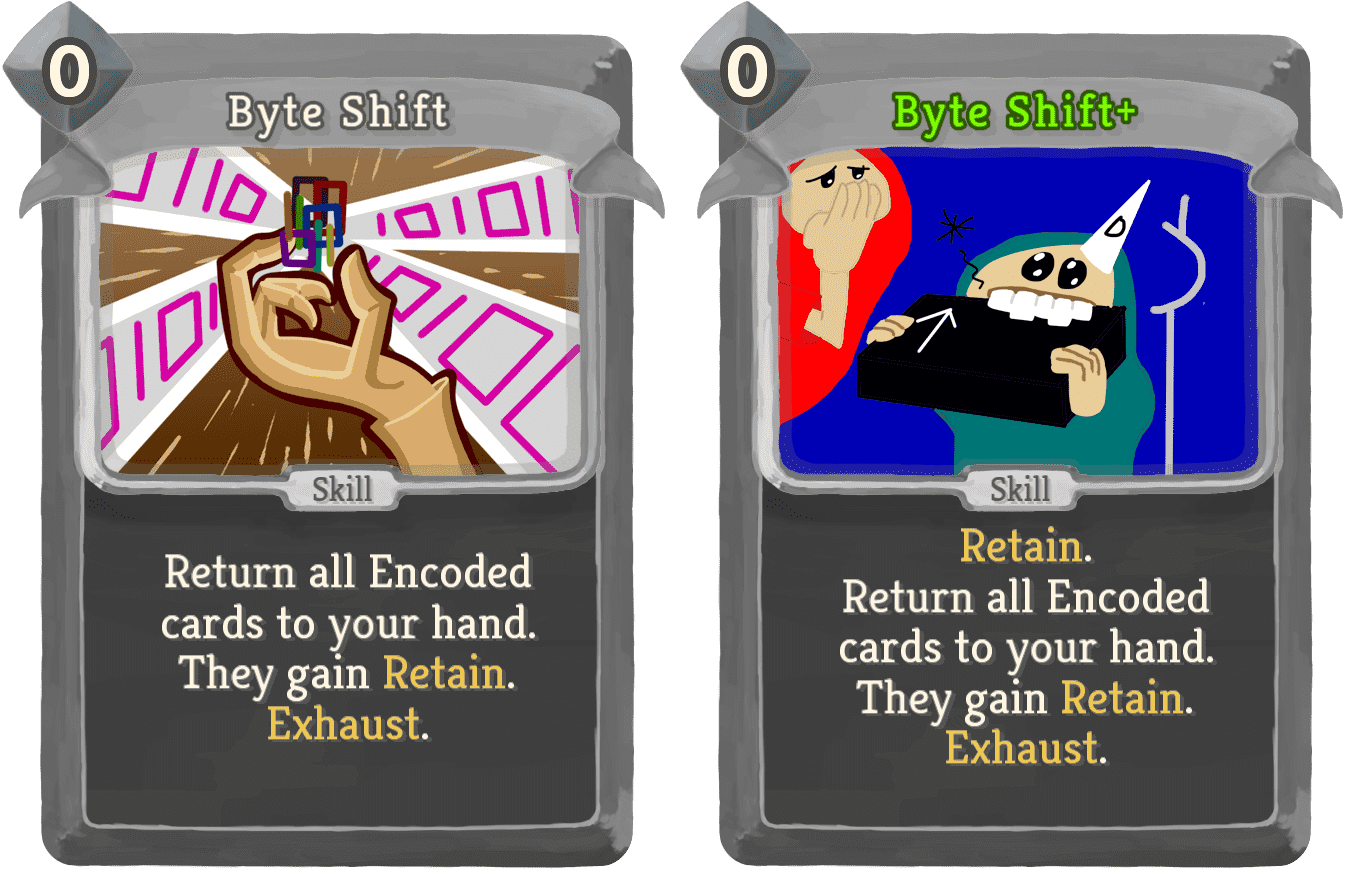 0
Byte Shift
Skill
Return all Encoded
cards to your hand.
They gain Retain.
Exhaust.
0
Byte Shift+
D
Skill
Retain.
Return all Encoded
cards to your hand.
They gain Retain.
Exhaust.